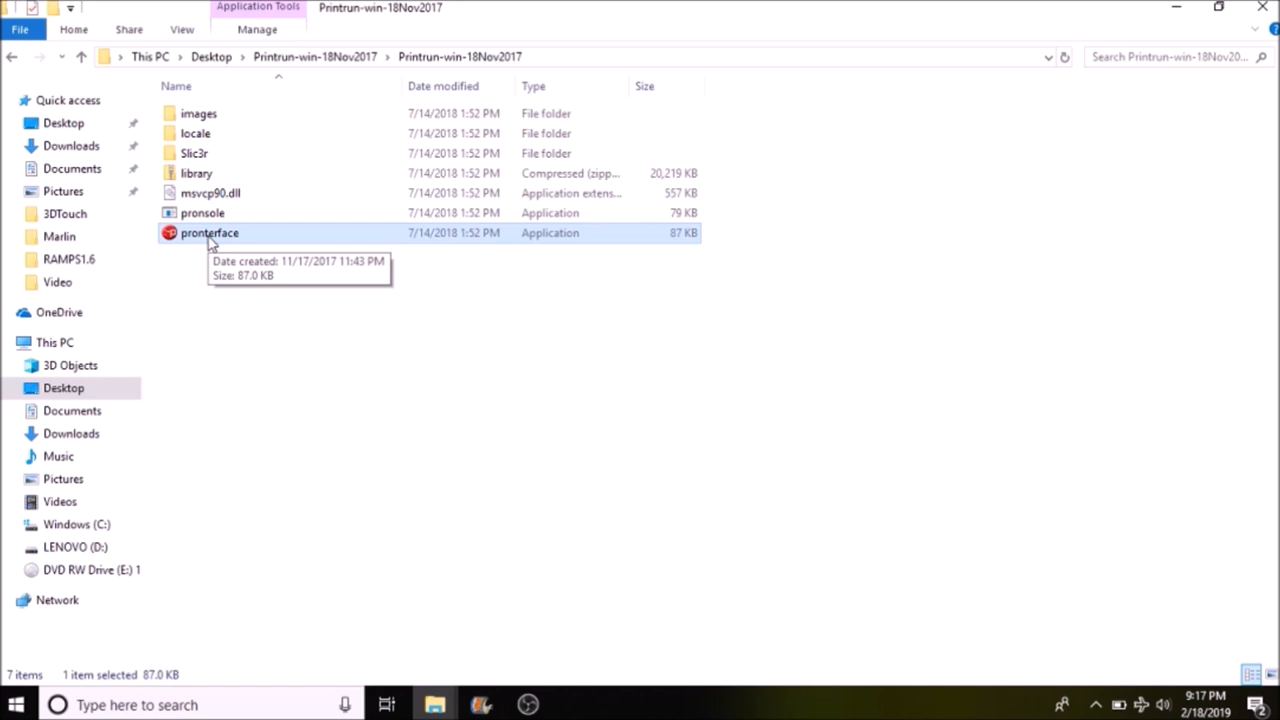 Application Tools
Printrun-win-18Nov2017
File
Home
Share
View
Manage
This PC
Desktop
Printrun-win-18Nov2017
Printrun-win-18Nov2017
Search Printrun-win-18Nov20...
Name
Date modified
Type
Size
Quick access
Desktop
Downloads
Documents
Pictures
3DTouch
Marlin
RAMPS1.6
Video
OneDrive
This PC
3D Objects
Desktop
Documents
Downloads
Music
Pictures
Videos
Windows (C:)
LENOVO (D:)
DVD RW Drive (E:) 1
Network
images 7/14/2018 1:52 PM File folder
locale 7/14/2018 1:52 PM File folder
Slic3r 7/14/2018 1:52 PM File folder
library 7/14/2018 1:52 PM Compressed (zipp... 20,219 KB
msvcp90.dll 7/14/2018 1:52 PM Application extens... 557 KB
pronsole 7/14/2018 1:52 PM Application 79 KB
pronterface 7/14/2018 1:52 PM Application 87 KB
Date created: 11/17/2017 11:43 PM
Size: 87.0 KB
7 items 1 item selected 87.0 KB
Type here to search
9:17 PM
2/18/2019
2